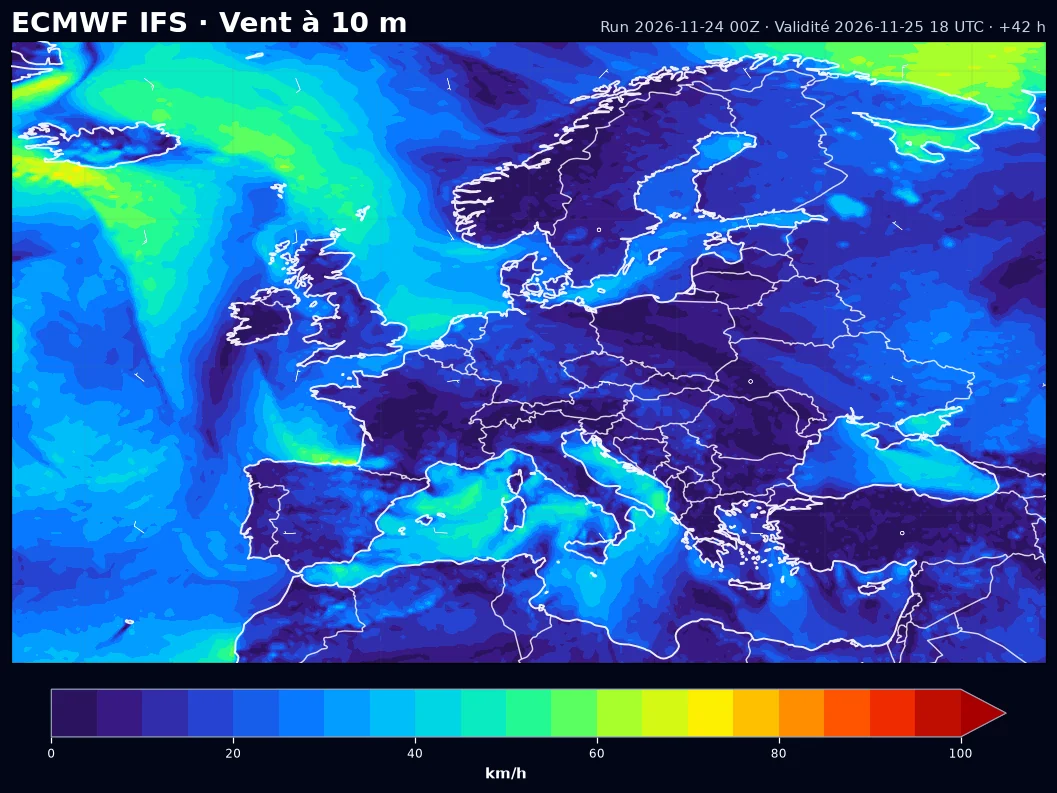 ECMWF IFS · Vent à 10 m
Run 2026-11-24 00Z · Validité 2026-11-25 18 UTC · +42 h
0 20 40 60 80 100
km/h